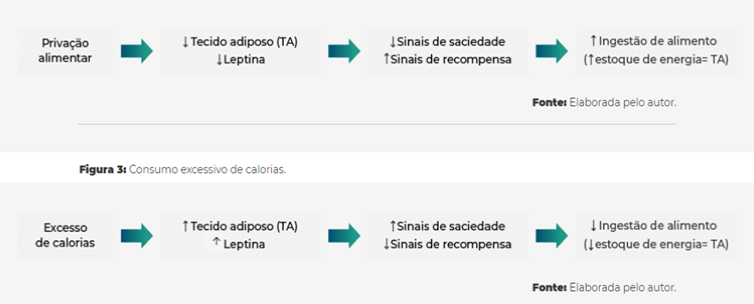 Privação
alimentar
↓Tecido adiposo (TA)
↓Leptina
↓Sinais de saciedade
↑Sinais de recompensa
↑Ingestão de alimento
(↑estoque de energia= TA)
Fonte: Elaborada pelo autor.
Figura 3: Consumo excessivo de calorias.
Excesso
de calorias
↑Tecido adiposo (TA)
↑ Leptina
↑Sinais de saciedade
↓Sinais de recompensa
↓Ingestão de alimento
(↓estoque de energia= TA)
Fonte: Elaborada pelo autor.